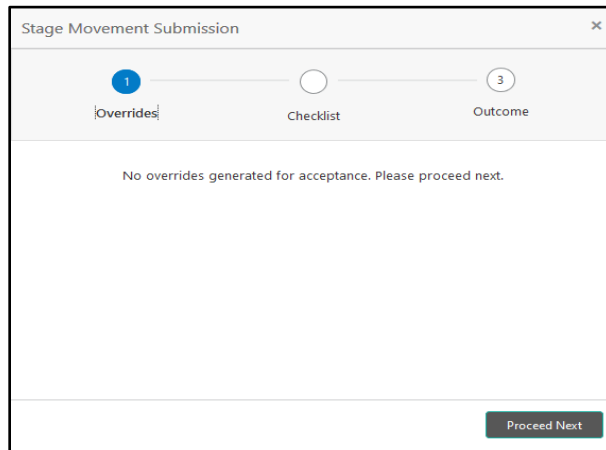 Stage Movement Submission ×
1 3
Overrides Checklist Outcome
No overrides generated for acceptance. Please proceed next.
Proceed Next